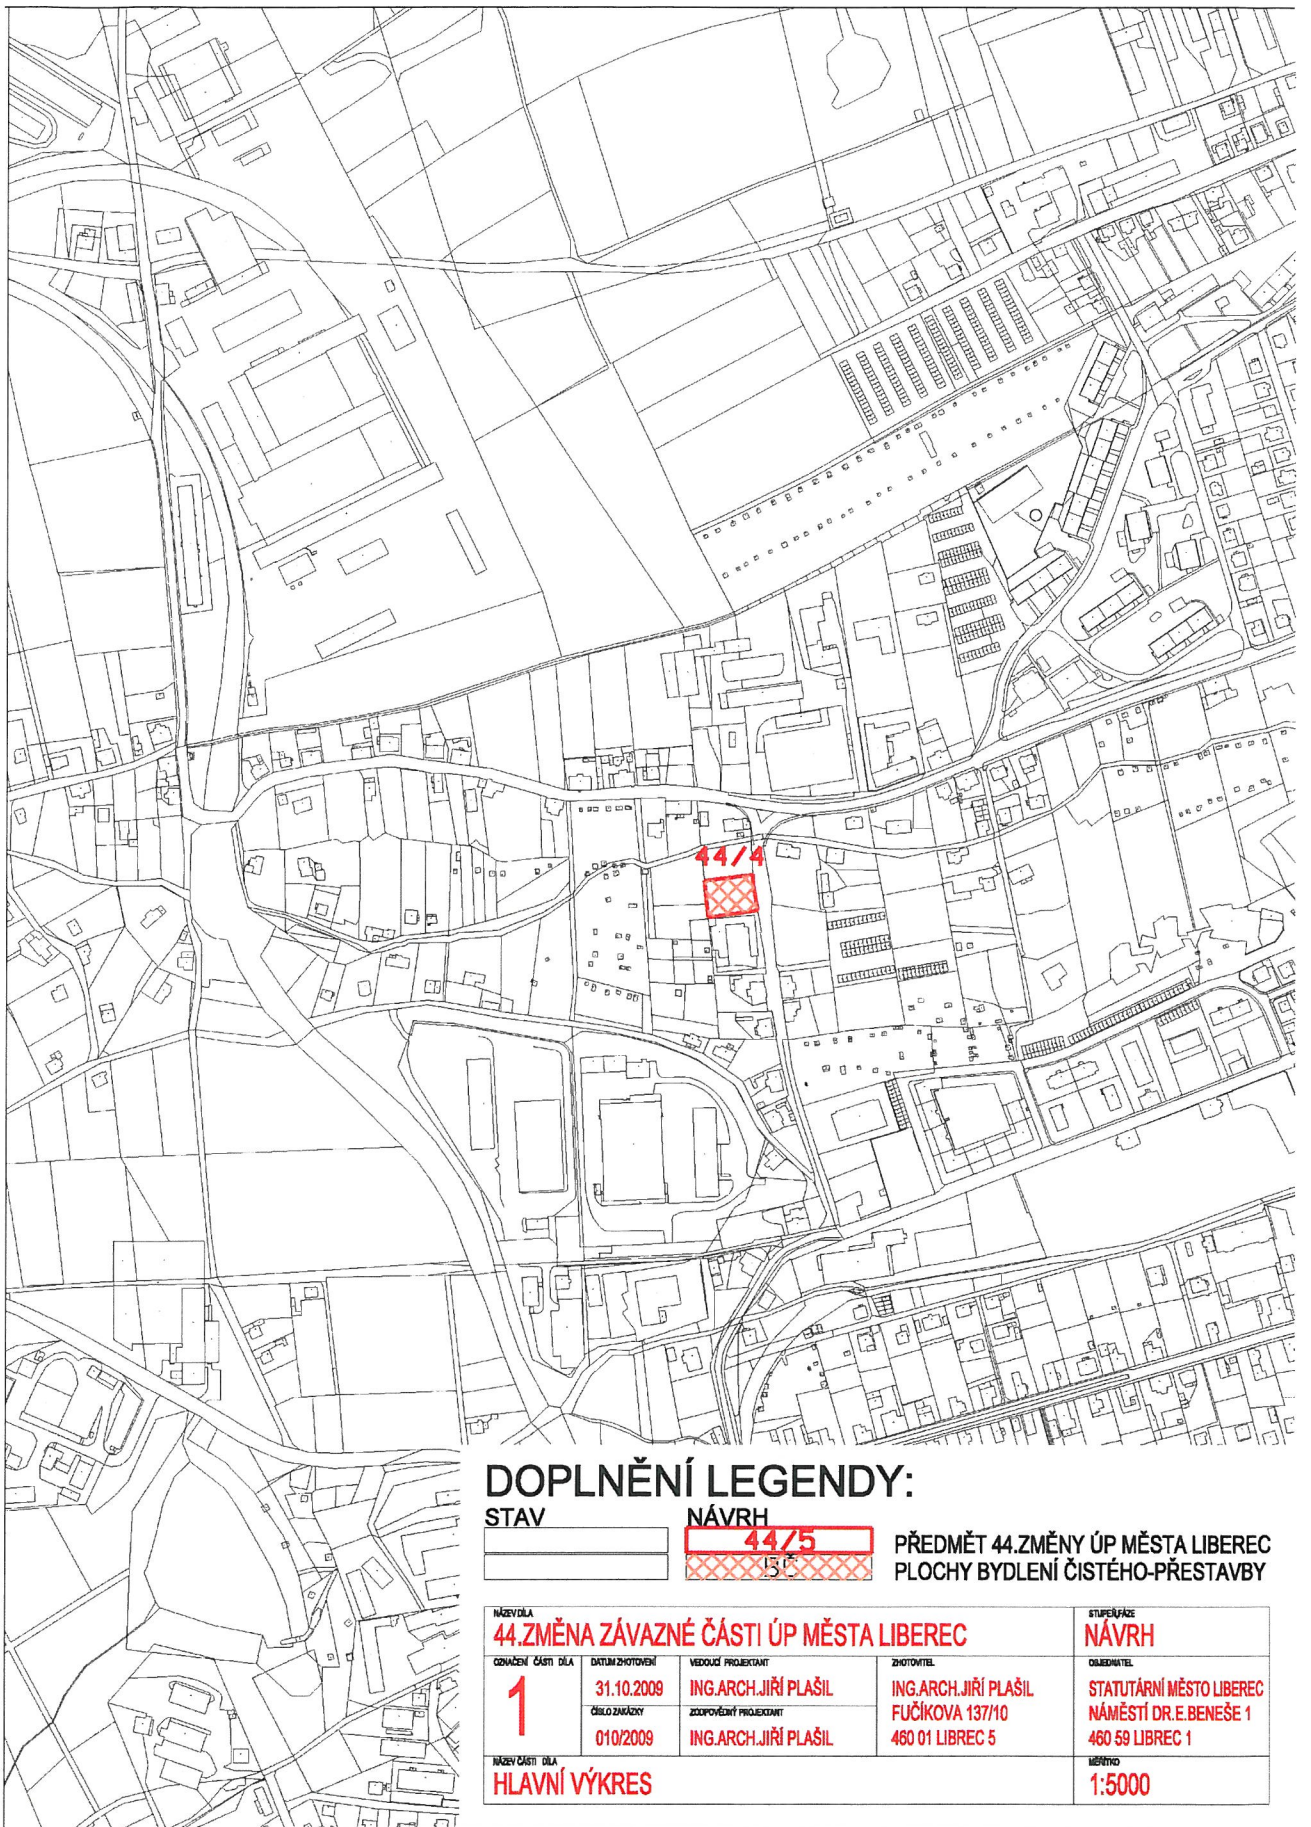 44/4
DOPLNĚNÍ LEGENDY:
STAV NÁVRH
44/5 PŘEDMĚT 44.ZMĚNY ÚP MĚSTA LIBEREC
BČ PLOCHY BYDLENÍ ČISTÉHO-PŘESTAVBY
NÁZEV DÍLA
44.ZMĚNA ZÁVAZNÉ ČÁSTI ÚP MĚSTA LIBEREC
STUPEŇ/FÁZE
NÁVRH
OZNAČENÍ ČÁSTI DÍLA
1
DATUM ZHOTOVENÍ
31.10.2009
ČÍSLO ZAKÁZKY
010/2009
VEDOUCÍ PROJEKTANT
ING.ARCH.JIŘÍ PLAŠIL
ZODPOVĚDNÝ PROJEKTANT
ING.ARCH.JIŘÍ PLAŠIL
ZHOTOVITEL
ING.ARCH.JIŘÍ PLAŠIL
FUČÍKOVA 137/10
460 01 LIBREC 5
OBJEDNATEL
STATUTÁRNÍ MĚSTO LIBEREC
NÁMĚSTÍ DR.E.BENEŠE 1
460 59 LIBREC 1
NÁZEV ČÁSTI DÍLA
HLAVNÍ VÝKRES
MĚŘÍTKO
1:5000